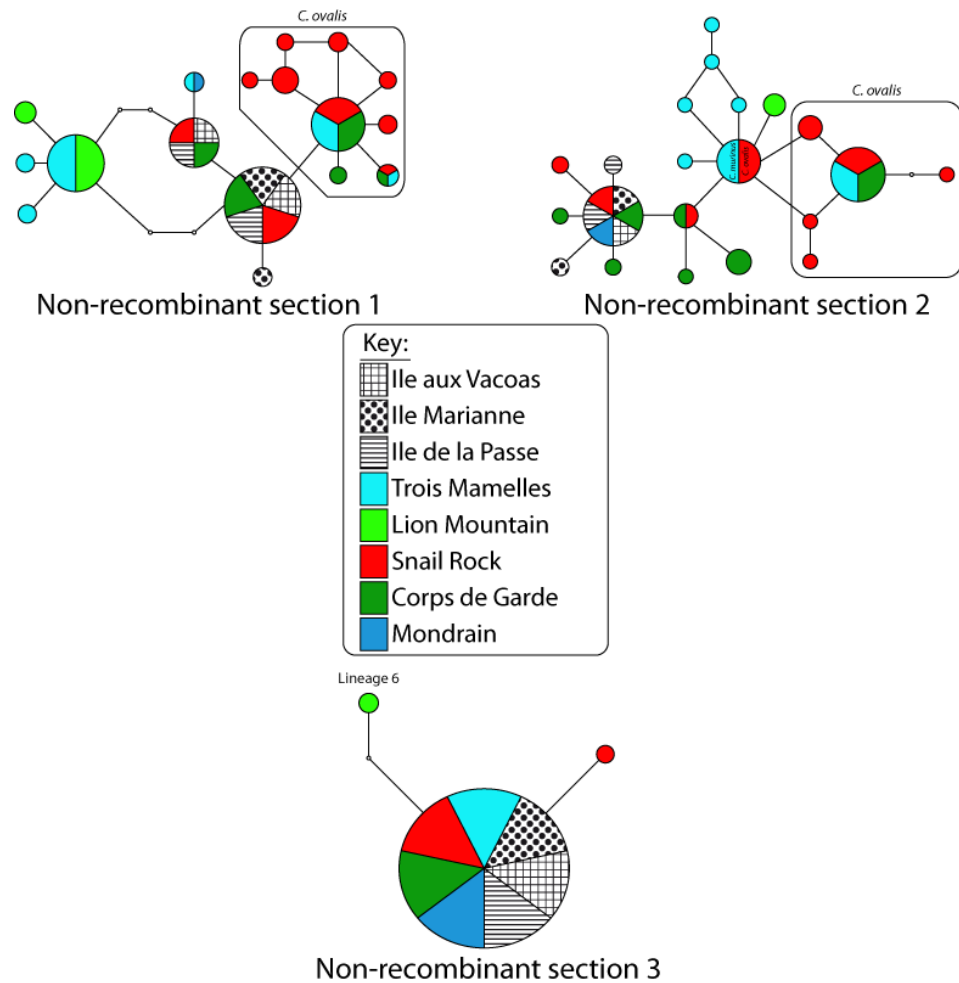 C. ovalis
Non-recombinant section 1
C. ovalis
C. murinus
C. ovalis
Non-recombinant section 2
Key:
Ile aux Vacoas
Ile Marianne
Ile de la Passe
Trois Mamelles
Lion Mountain
Snail Rock
Corps de Garde
Mondrain
Lineage 6
Non-recombinant section 3